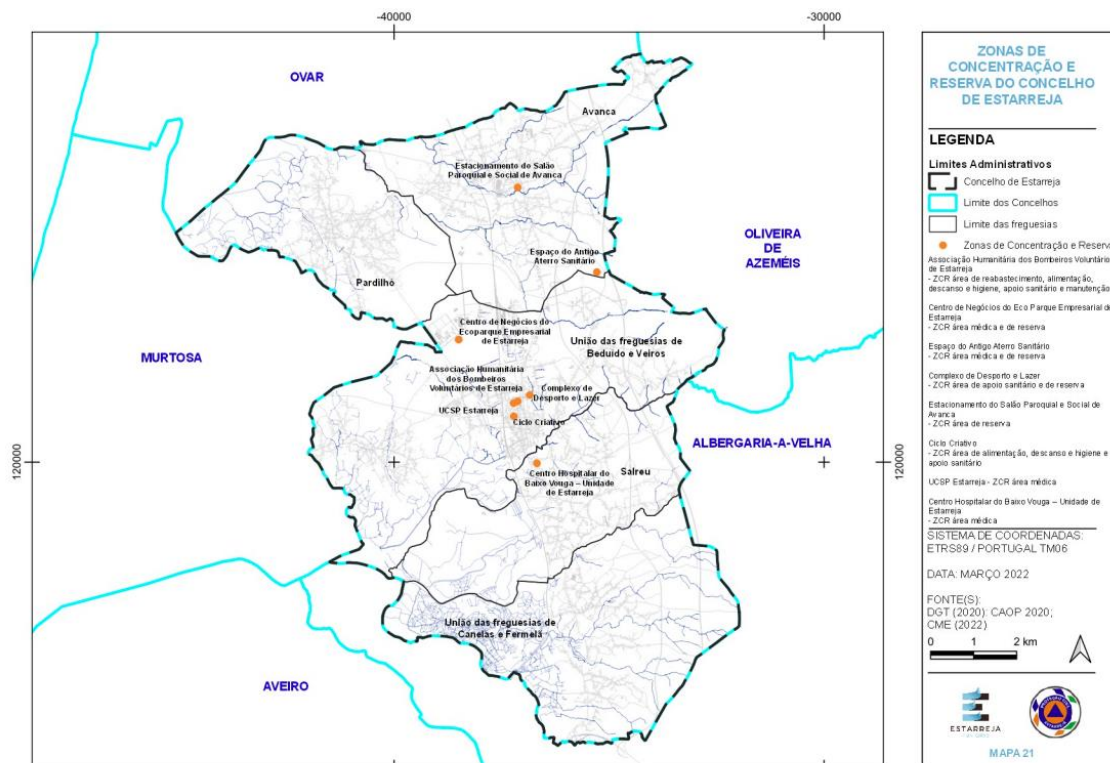 -40000
-30000
OVAR
Avanca
Estacionamento do Salão
Paroquial e Social de Avanca
Espaço do Antigo
Aterro Sanitário
OLIVEIRA
DE
AZEMÉIS
Pardilhó
Centro de Negócios do
Ecoparque Empresarial
de Estarreja
União das freguesias de
Beduído e Veiros
MURTOSA
Associação Humanitária
dos Bombeiros
Voluntários de Estarreja
Complexo de
Desporto e Lazer
UCSP Estarreja
Ciclo Criativo
ALBERGARIA-A-VELHA
120000
120000
Salreu
Centro Hospitalar do
Baixo Vouga – Unidade
de Estarreja
União das freguesias de
Canelas e Fermelã
AVEIRO
ZONAS DE
CONCENTRAÇÃO E
RESERVA DO CONCELHO
DE ESTARREJA
LEGENDA
Limites Administrativos
Concelho de Estarreja
Limite dos Concelhos
Limite das freguesias
Zonas de Concentração e Reserva
Associação Humanitária dos Bombeiros Voluntário
de Estarreja
- ZCR área de reabastecimento, alimentação,
descanso e higiene, apoio sanitário e manutenção
Centro de Negócios do Eco Parque Empresarial de
Estarreja
- ZCR área médica e de reserva
Espaço do Antigo Aterro Sanitário
- ZCR área médica e de reserva
Complexo de Desporto e Lazer
- ZCR área de apoio sanitário e de reserva
Estacionamento do Salão Paroquial e Social de
Avanca
- ZCR área de reserva
Ciclo Criativo
- ZCR área de alimentação, descanso e higiene e
apoio sanitário
UCSP Estarreja - ZCR área médica
Centro Hospitalar do Baixo Vouga – Unidade de
Estarreja
- ZCR área médica
SISTEMA DE COORDENADAS:
ETRS89 / PORTUGAL TM06
DATA: MARÇO 2022
FONTE(S):
DGT (2020): CAOP 2020;
CME (2022)
0 1 2 km
ESTARREJA
MAPA 21